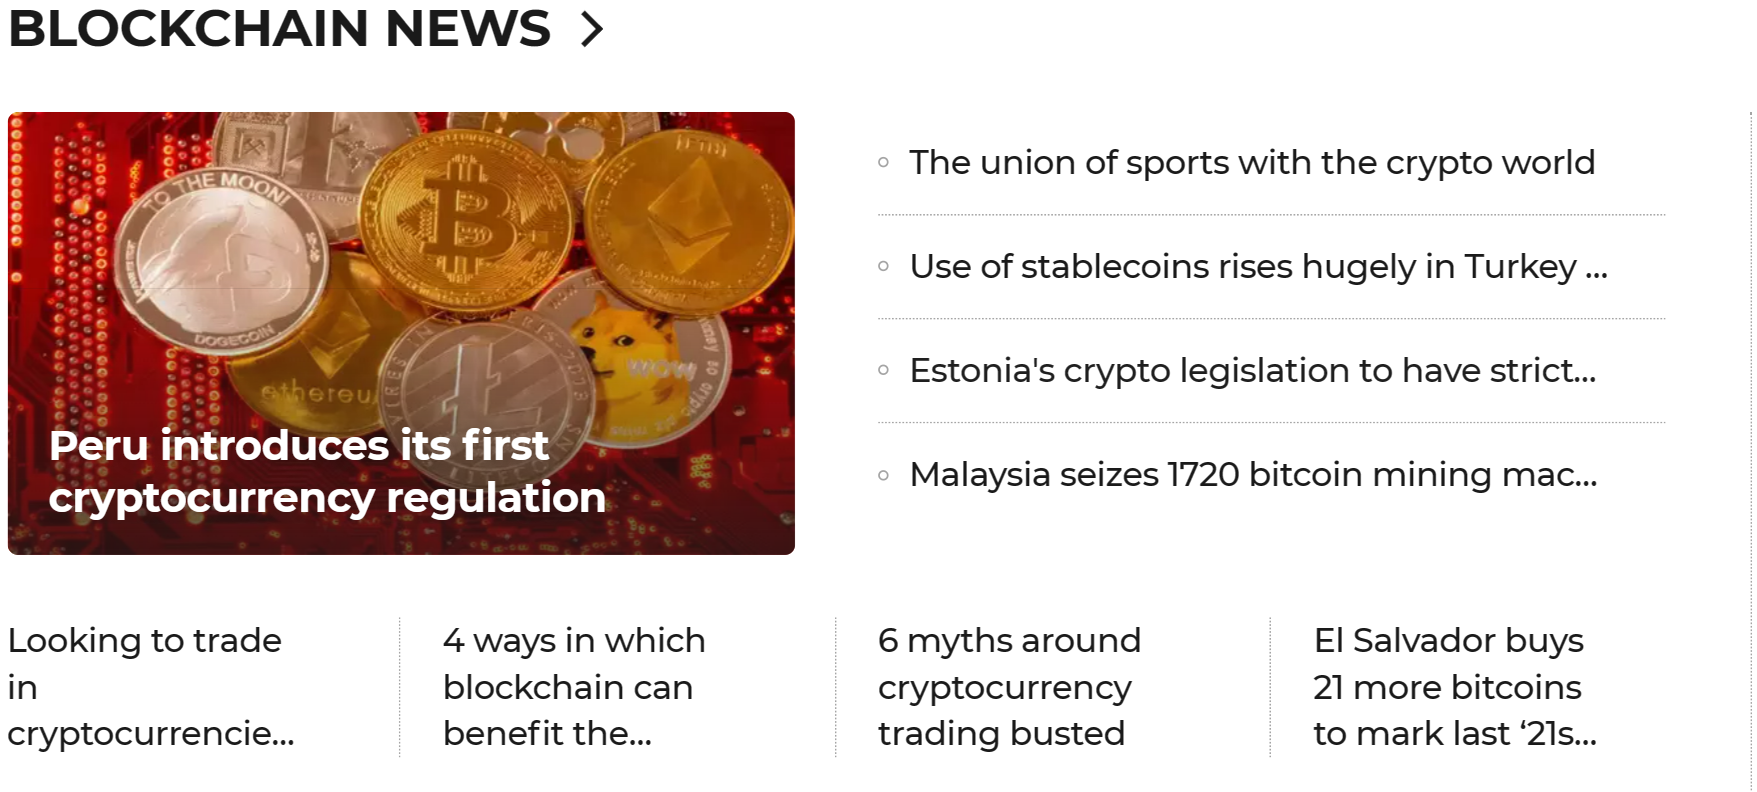 BLOCKCHAIN NEWS
TO THE MOON!
DOGECOIN
ethereu
WOW
LITECOIN
Peru introduces its first
cryptocurrency regulation
The union of sports with the crypto world
Use of stablecoins rises hugely in Turkey ...
Estonia's crypto legislation to have strict...
Malaysia seizes 1720 bitcoin mining mac...
Looking to trade
in
cryptocurrencie...
4 ways in which
blockchain can
benefit the...
6 myths around
cryptocurrency
trading busted
El Salvador buys
21 more bitcoins
to mark last ‘21s...